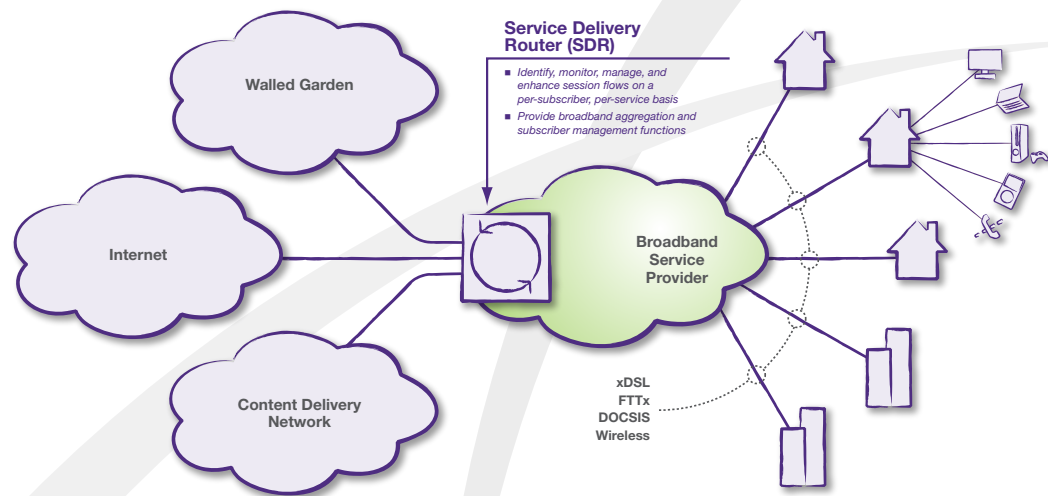 Service Delivery
Router (SDR)
■ Identify, monitor, manage, and
enhance session flows on a
per-subscriber, per-service basis
■ Provide broadband aggregation and
subscriber management functions
Walled Garden
Internet
Broadband
Service
Provider
Content Delivery
Network
xDSL
FTTx
DOCSIS
Wireless